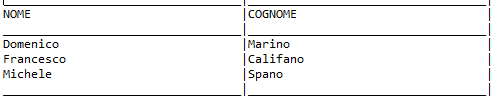 NOME COGNOME
Domenico Marino
Francesco Califano
Michele Spano